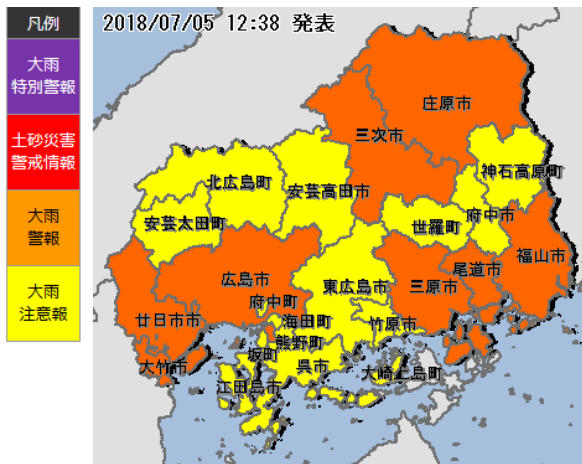 凡例
大雨
特別警報
土砂災害
警戒情報
大雨
警報
大雨
注意報
2018/07/05 12:38 発表
庄原市
三次市
神石高原町
北広島町
安芸高田市
安芸太田町
世羅町
府中市
福山市
尾道市
広島市
東広島市
三原市
府中町
廿日市市
海田町
竹原市
熊野町
坂町
大竹市
呉市
大崎上島町
江田島市